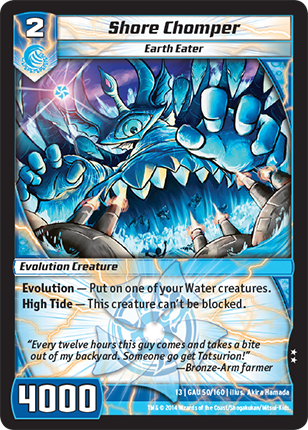 2
Shore Chomper
Earth Eater
EVOLUTION
Evolution Creature
Evolution — Put on one of your Water creatures.
High Tide — This creature can't be blocked.
"Every twelve hours this guy comes and takes a bite
out of my backyard. Someone go get Tatsurion!"
—Bronze-Arm farmer
4000
13 | GAU 50/160 | illus. Akira Hamada
TM & © 2014 Wizards of the Coast/Shogakukan/Mitsui-Kids.